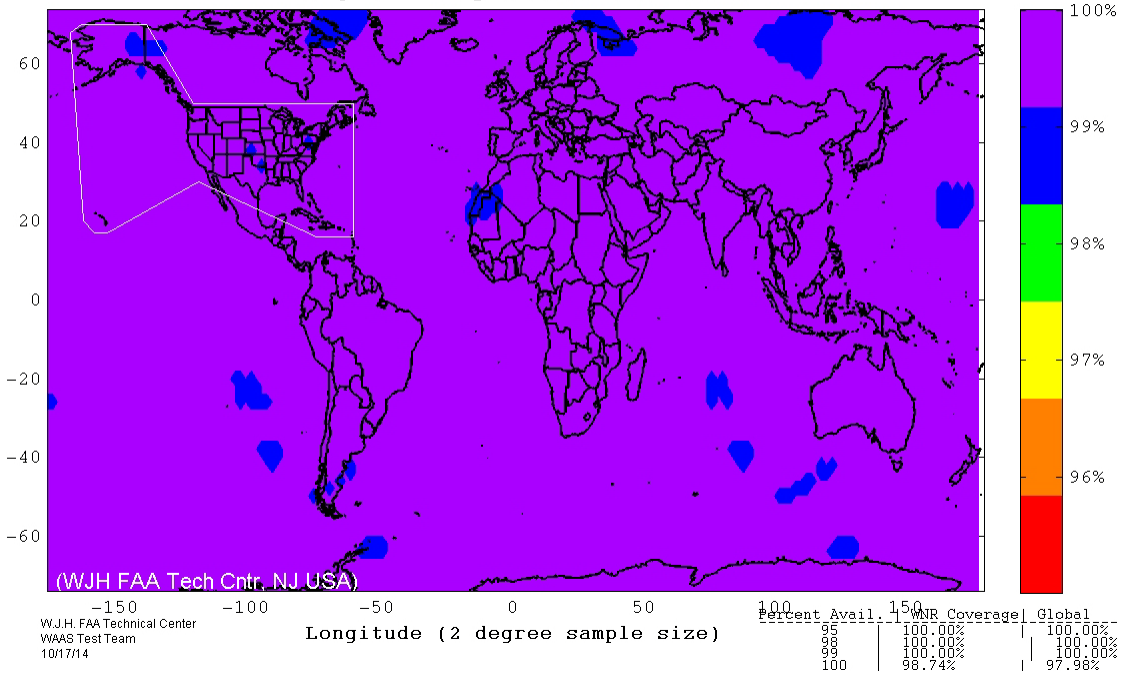 100%
99%
98%
97%
96%
60
40
20
0
−20
−40
−60
(WJH FAA Tech Cntr, NJ USA)
−150 −100 −50 0 50 100 150
Longitude (2 degree sample size)
W.J.H. FAA Technical Center
WAAS Test Team
10/17/14
Percent Avail. | WNR Coverage| Global
95 | 100.00% | 100.00%
98 | 100.00% | 100.00%
99 | 100.00% | 100.00%
100 | 98.74% | 97.98%